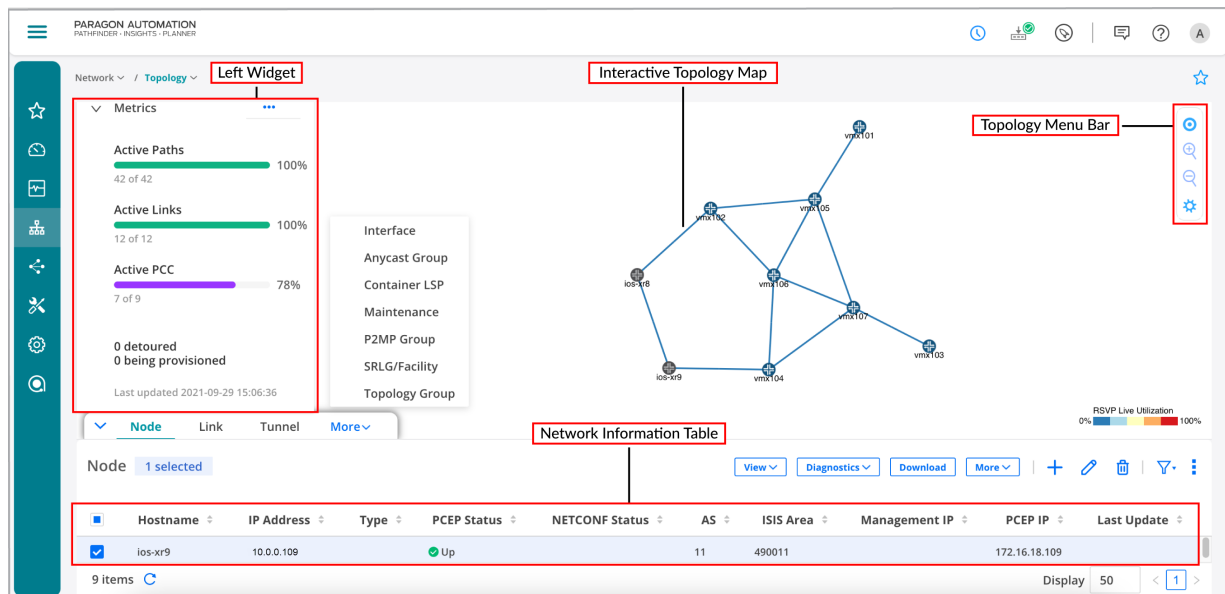 PARAGON AUTOMATION
PATHFINDER • INSIGHTS • PLANNER
A
Network / Topology
Left Widget
Interactive Topology Map
Topology Menu Bar
Metrics
Active Paths
100%
42 of 42
Active Links
100%
12 of 12
Active PCC
78%
7 of 9
0 detoured
0 being provisioned
Last updated 2021-09-29 15:06:36
Interface
Anycast Group
Container LSP
Maintenance
P2MP Group
SRLG/Facility
Topology Group
vmx101
vmx102
vmx105
ios-xr8
vmx106
vmx107
vmx103
ios-xr9
vmx104
RSVP Live Utilization
0% 100%
Node Link Tunnel More
Network Information Table
Node 1 selected
View Diagnostics Download More
Hostname IP Address Type PCEP Status NETCONF Status AS ISIS Area Management IP PCEP IP Last Update
ios-xr9 10.0.0.109 Up 11 490011 172.16.18.109
9 items Display 50 < 1 >